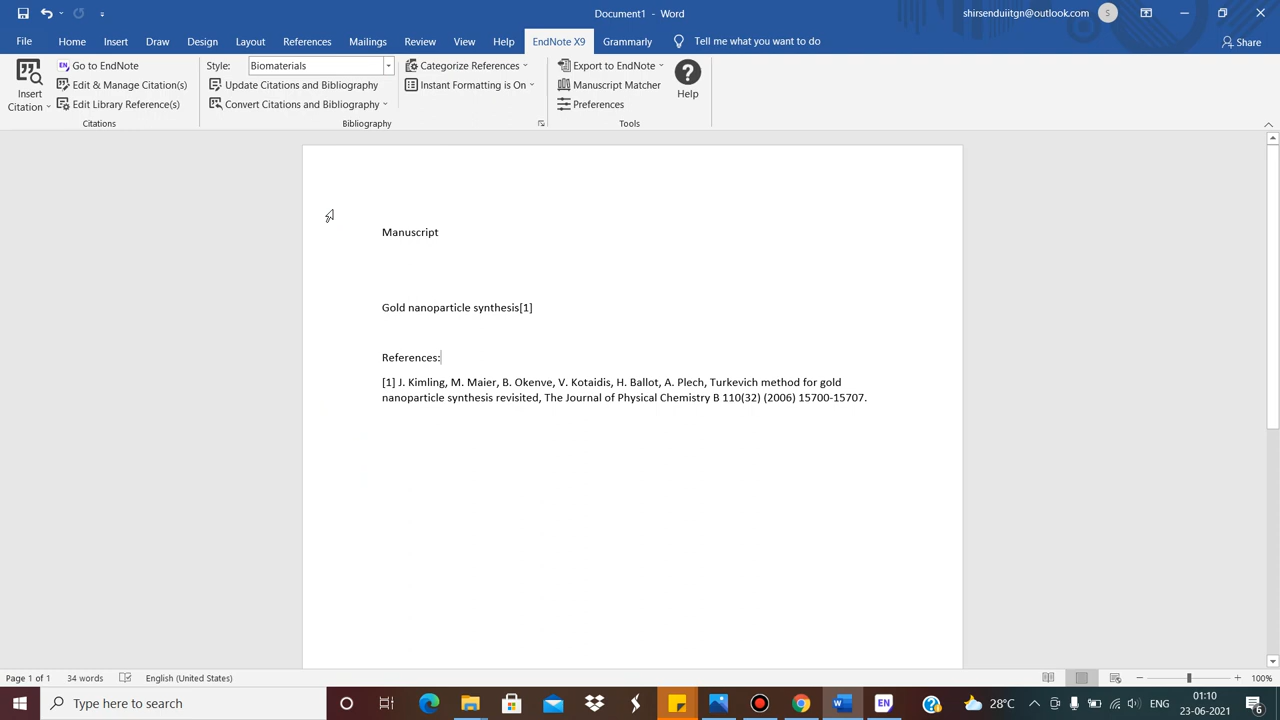 Document1 - Word
shirsenduiitgn@outlook.com
S
File Home Insert Draw Design Layout References Mailings Review View Help EndNote X9 Grammarly Tell me what you want to do Share
Insert
Citation
EN Go to EndNote
Edit & Manage Citation(s)
Edit Library Reference(s)
Citations
Style: Biomaterials
Update Citations and Bibliography
Convert Citations and Bibliography
Categorize References
Instant Formatting is On
Bibliography
Export to EndNote
Manuscript Matcher
Preferences
Tools
? Help
Manuscript
Gold nanoparticle synthesis[1]
References:
[1] J. Kimling, M. Maier, B. Okenve, V. Kotaidis, H. Ballot, A. Plech, Turkevich method for gold
nanoparticle synthesis revisited, The Journal of Physical Chemistry B 110(32) (2006) 15700-15707.
Page 1 of 1 34 words English (United States) 100%
Type here to search
W
EN
28°C
ENG
01:10
23-06-2021
6